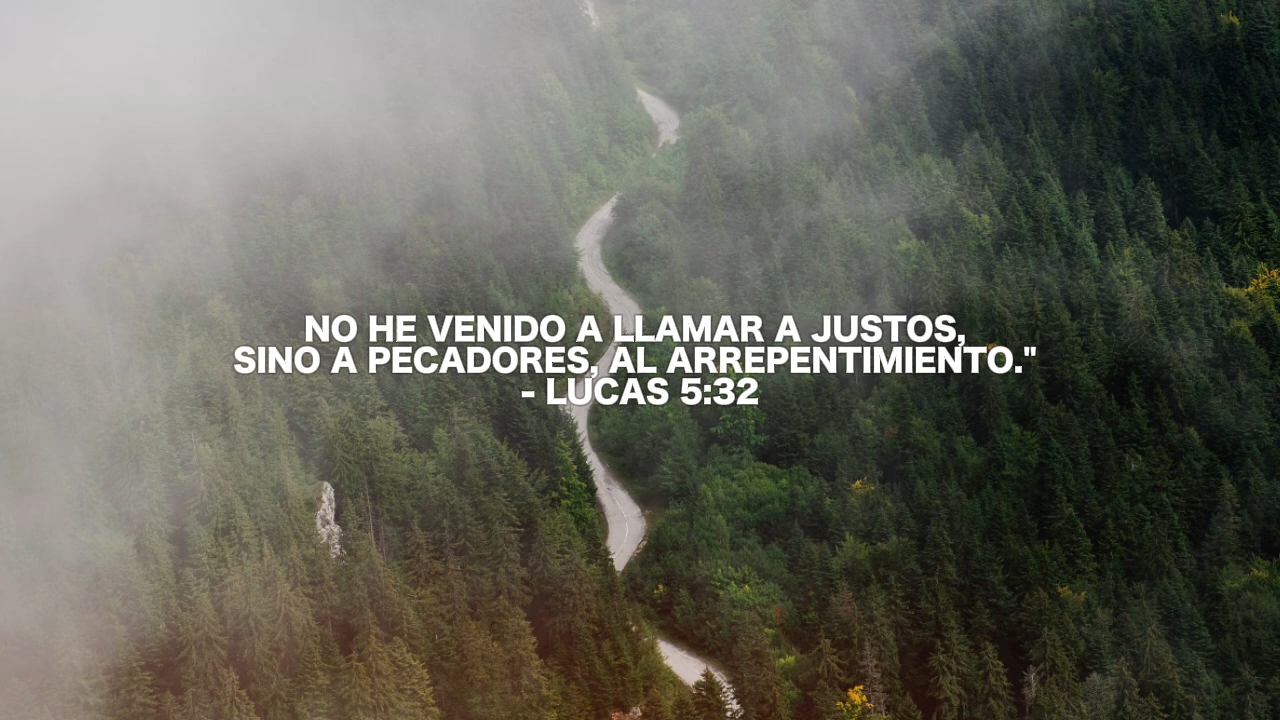 NO HE VENIDO A LLAMAR A JUSTOS,
SINO A PECADORES, AL ARREPENTIMIENTO."
- LUCAS 5:32